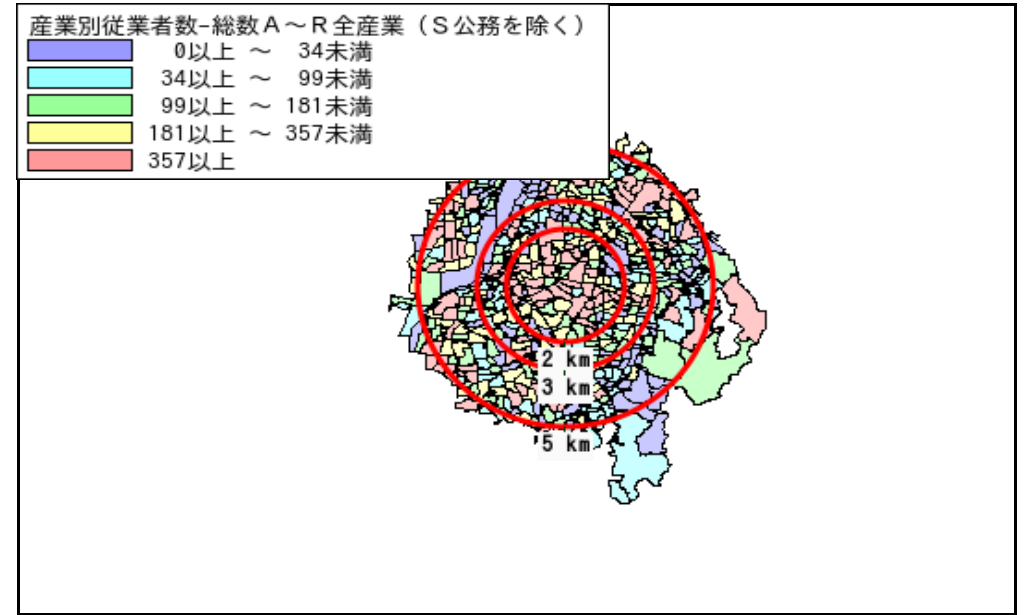 産業別従業者数-総数A～R全産業（S公務を除く）
0以上 ～ 34未満
34以上 ～ 99未満
99以上 ～ 181未満
181以上 ～ 357未満
357以上
2 km
3 km
5 km